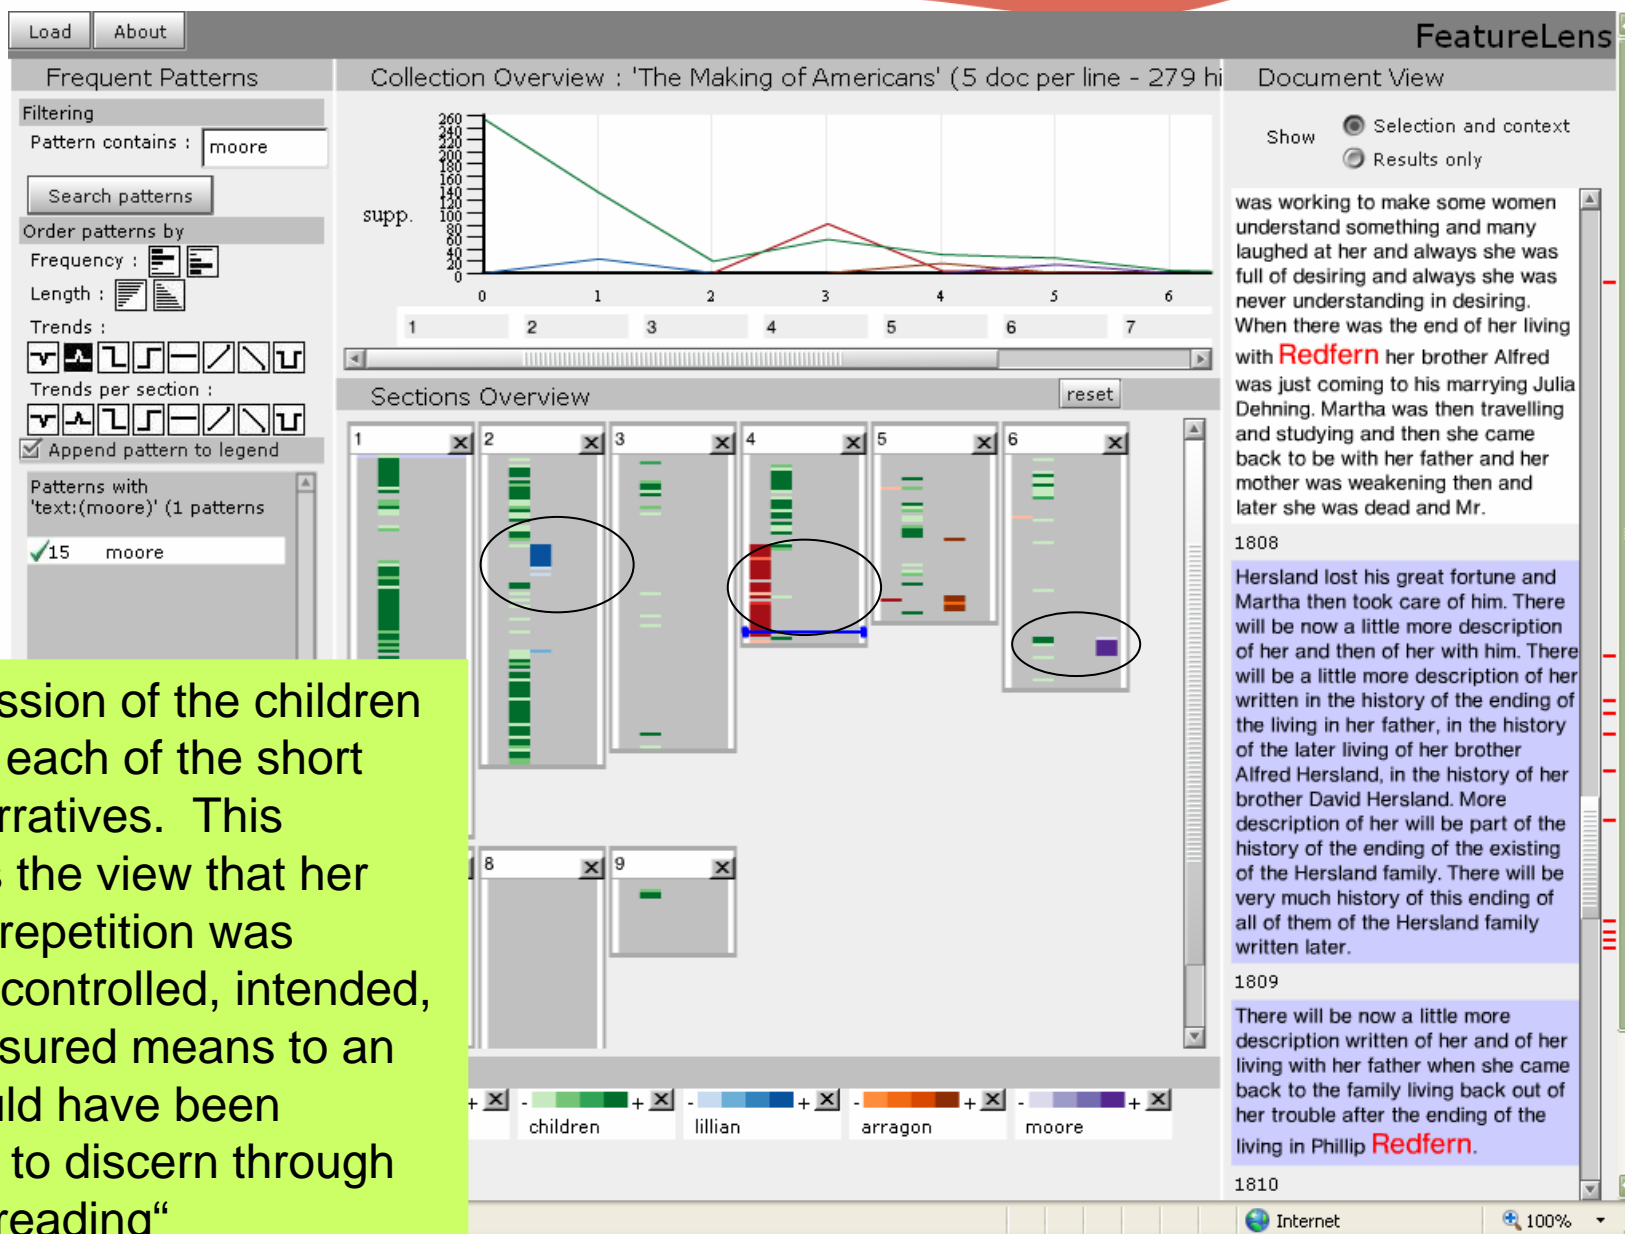 Load About
FeatureLens
Frequent Patterns
Filtering
Pattern contains : moore
Search patterns
Order patterns by
Frequency :
Length :
Trends :
Trends per section :
Append pattern to legend
Patterns with
'text:(moore)' (1 patterns
15 moore
Collection Overview : 'The Making of Americans' (5 doc per line - 279 hi
260
240
220
200
180
160
140
120
100
80
60
40
20
0
supp.
0 1 2 3 4 5 6
1 2 3 4 5 6 7
Sections Overview
reset
1 2 3 4 5 6
8 9
- + children
- + lillian
- + arragon
- + moore
ssion of the children
each of the short
rratives. This
s the view that her
repetition was
controlled, intended,
sured means to an
uld have been
to discern through
reading“
Document View
Show
Selection and context
Results only
was working to make some women
understand something and many
laughed at her and always she was
full of desiring and always she was
never understanding in desiring.
When there was the end of her living
with Redfern her brother Alfred
was just coming to his marrying Julia
Dehning. Martha was then travelling
and studying and then she came
back to be with her father and her
mother was weakening then and
later she was dead and Mr.
1808
Hersland lost his great fortune and
Martha then took care of him. There
will be now a little more description
of her and then of her with him. There
will be a little more description of her
written in the history of the ending of
the living in her father, in the history
of the later living of her brother
Alfred Hersland, in the history of her
brother David Hersland. More
description of her will be part of the
history of the ending of the existing
of the Hersland family. There will be
very much history of this ending of
all of them of the Hersland family
written later.
1809
There will be now a little more
description written of her and of her
living with her father when she came
back to the family living back out of
her trouble after the ending of the
living in Phillip Redfern.
1810
Internet
100%